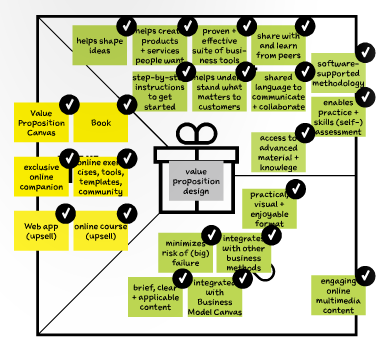 helps shape
ideas
helps create
products
+ services
people want
proven +
effective
suite of busi-
ness tools
share with
and learn
from peers
software-
supported
methodology
step-by-step
instructions
to get
started
helps under
stand what
matters to
customers
shared
language to
communicate
+ collaborate
enables
practice +
skills (self-)
assessment
Value
Proposition
Canvas
Book
access to
advanced
material +
knowlege
exclusive
online
companion
online exer-
cises, tools,
templates,
community
value
proposition
design
practical,
visual +
enjoyable
format
Web app
(upsell)
online course
(upsell)
minimizes
risk of (big)
failure
integrates
with other
business
methods
brief, clear
+ applicable
content
integrated
with
Business
Model Canvas
engaging
online
multimedia
content